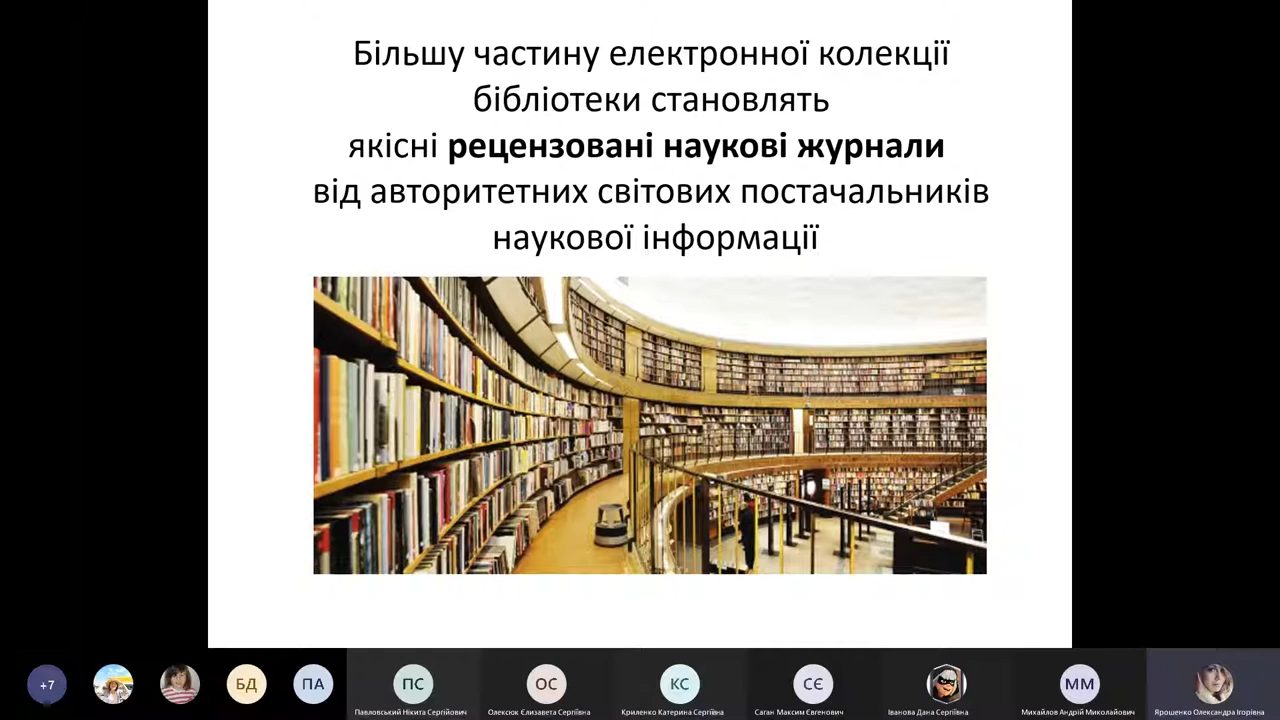 Більшу частину електронної колекції
бібліотеки становлять
якісні рецензовані наукові журнали
від авторитетних світових постачальників
наукової інформації
+7
БД
ПА
ПС
ОС
КС
СЄ
ММ
Павловський Нікіта Сергійович
Олексюк Єлизавета Сергіївна
Криленко Катерина Сергіївна
Саган Максим Євгенович
Іванова Дана Сергіївна
Михайлов Андрій Миколайович
Ярошенко Олександра Ігорівна